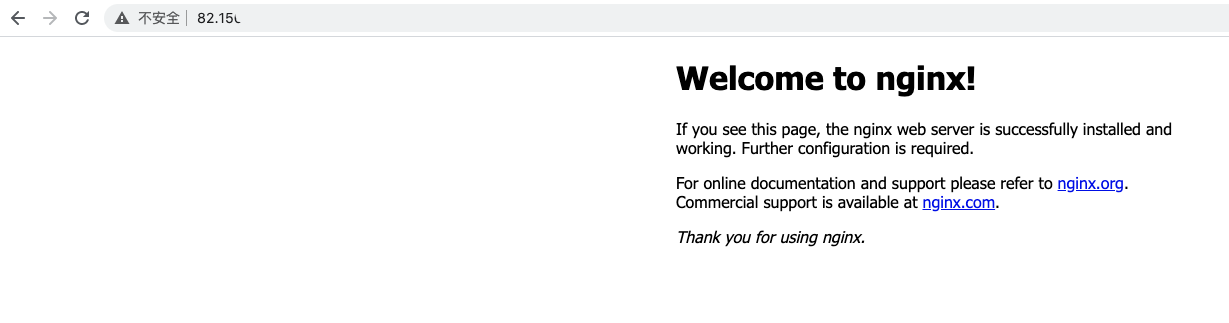 不安全 82.15
Welcome to nginx!
If you see this page, the nginx web server is successfully installed and
working. Further configuration is required.
For online documentation and support please refer to nginx.org.
Commercial support is available at nginx.com.
Thank you for using nginx.